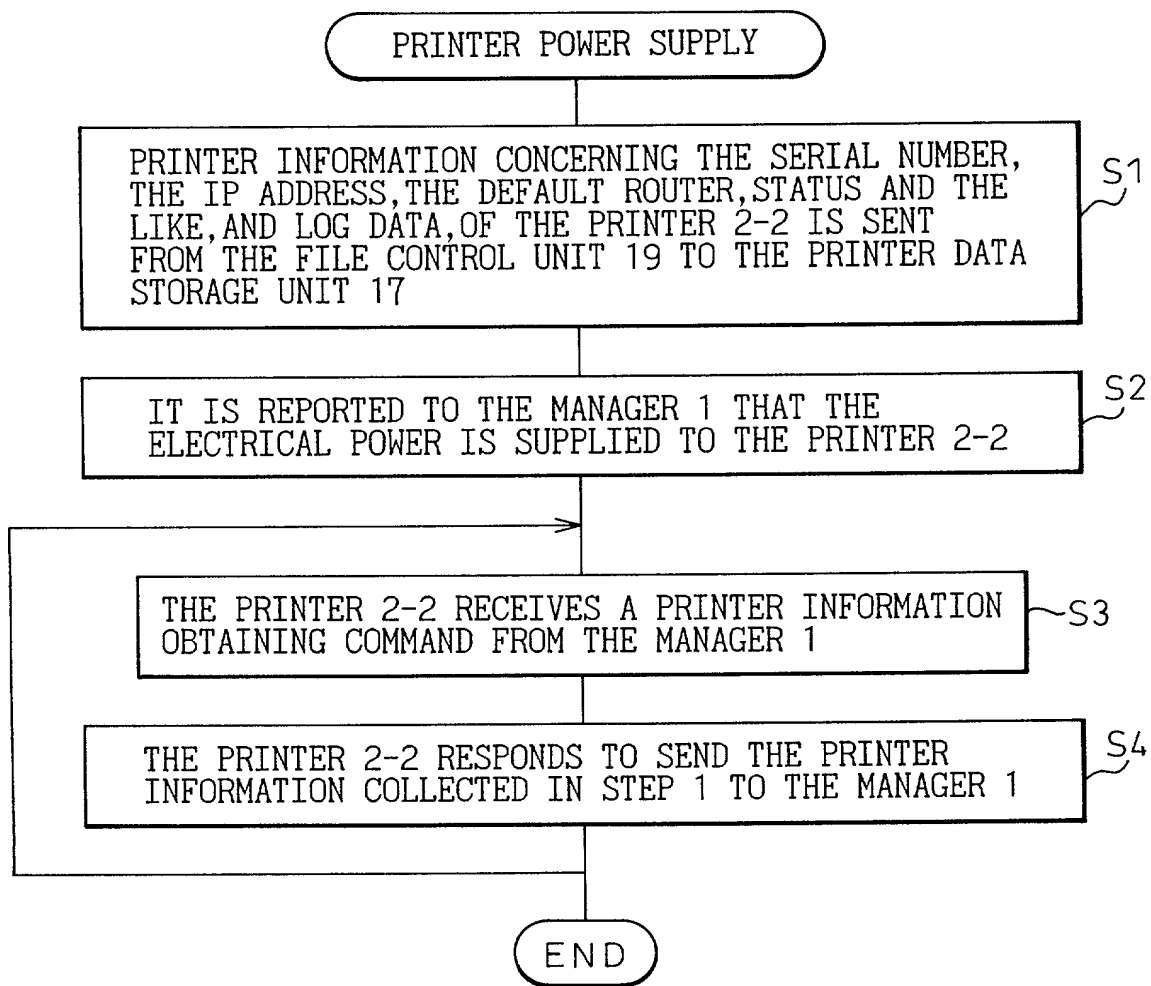 PRINTER POWER SUPPLY
PRINTER INFORMATION CONCERNING THE SERIAL NUMBER,
THE IP ADDRESS,THE DEFAULT ROUTER,STATUS AND THE
LIKE,AND LOG DATA,OF THE PRINTER 2-2 IS SENT
FROM THE FILE CONTROL UNIT 19 TO THE PRINTER DATA
STORAGE UNIT 17
S1
IT IS REPORTED TO THE MANAGER 1 THAT THE
ELECTRICAL POWER IS SUPPLIED TO THE PRINTER 2-2
S2
THE PRINTER 2-2 RECEIVES A PRINTER INFORMATION
OBTAINING COMMAND FROM THE MANAGER 1
S3
THE PRINTER 2-2 RESPONDS TO SEND THE PRINTER
INFORMATION COLLECTED IN STEP 1 TO THE MANAGER 1
S4
END